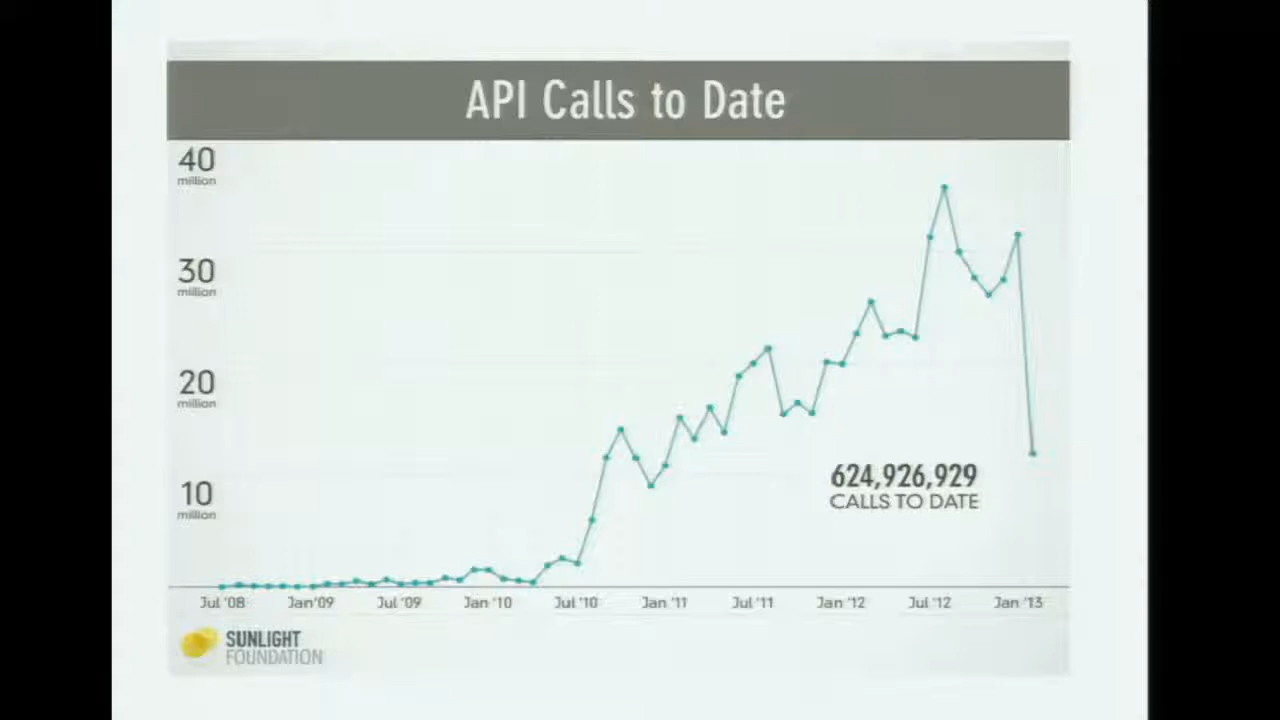 API Calls to Date
40
million
30
million
20
million
10
million
624,926,929
CALLS TO DATE
Jul '08 Jan'09 Jul '09 Jan '10 Jul '10 Jan '11 Jul '11 Jan '12 Jul '12 Jan '13
SUNLIGHT
FOUNDATION